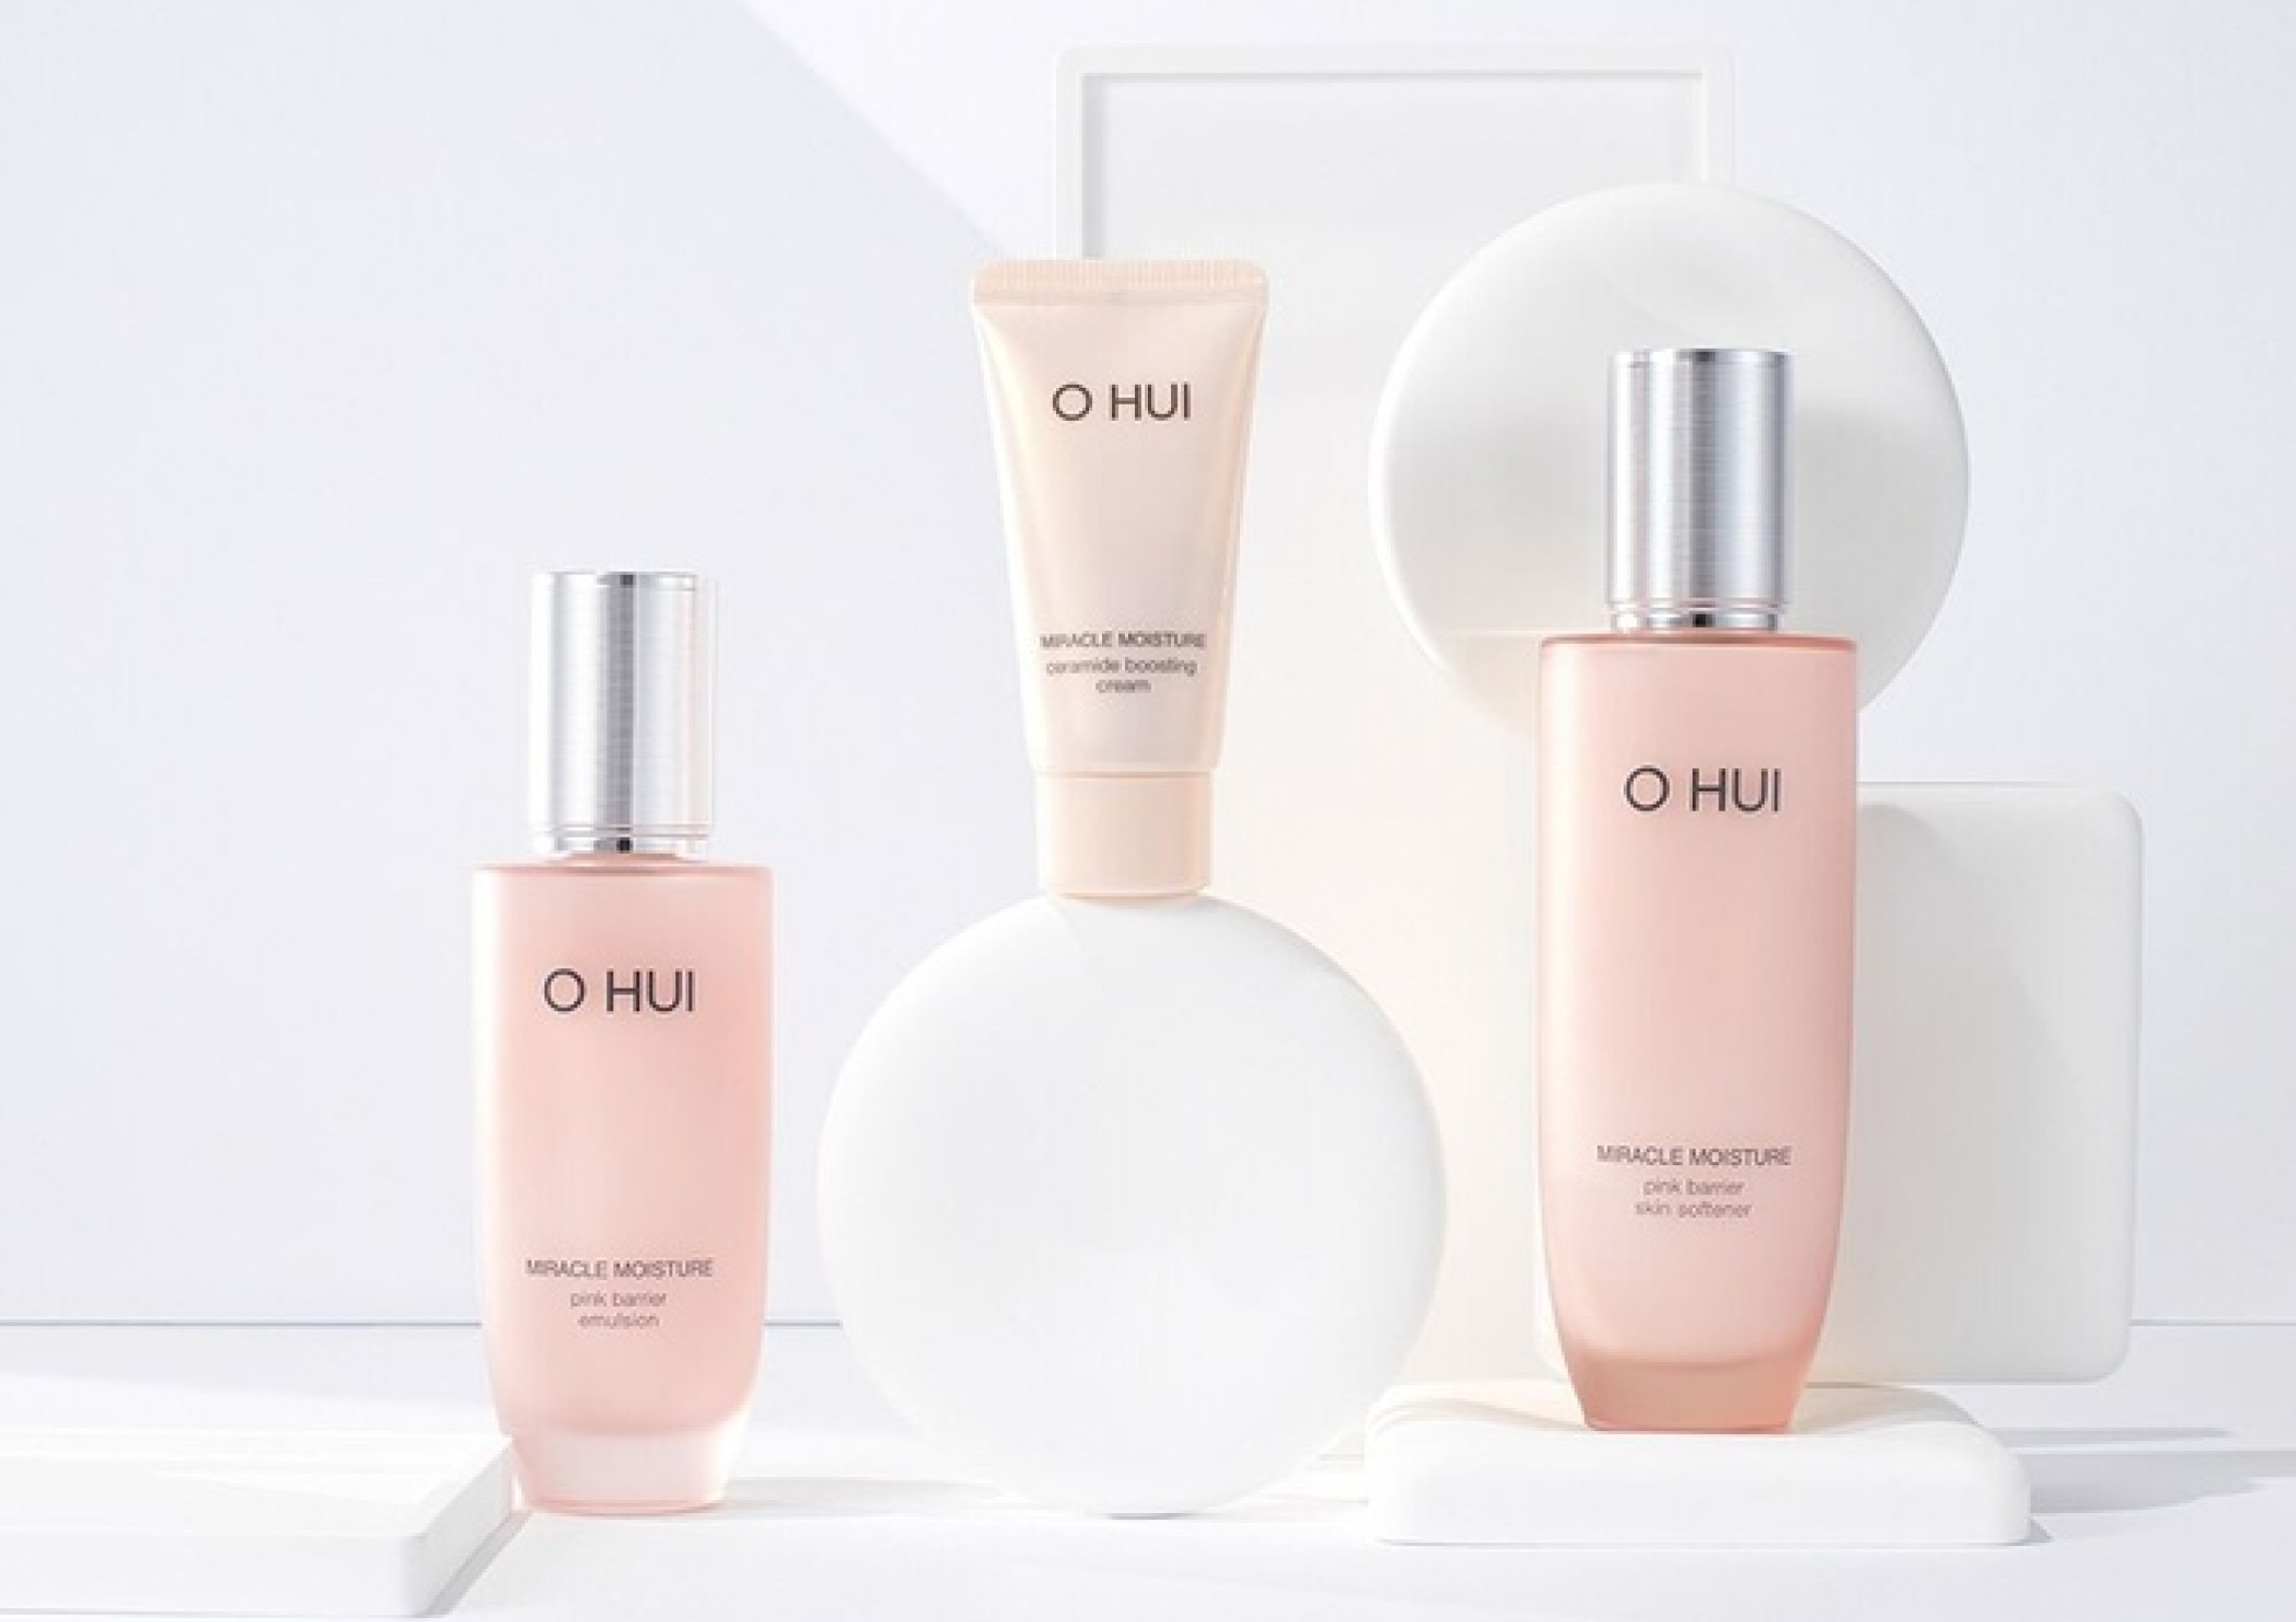 O HUI
MIRACLE MOISTURE
pink barrier
emulsion
O HUI
MIRACLE MOISTURE
ceramide boosting
cream
O HUI
MIRACLE MOISTURE
pink barrier
skin softener